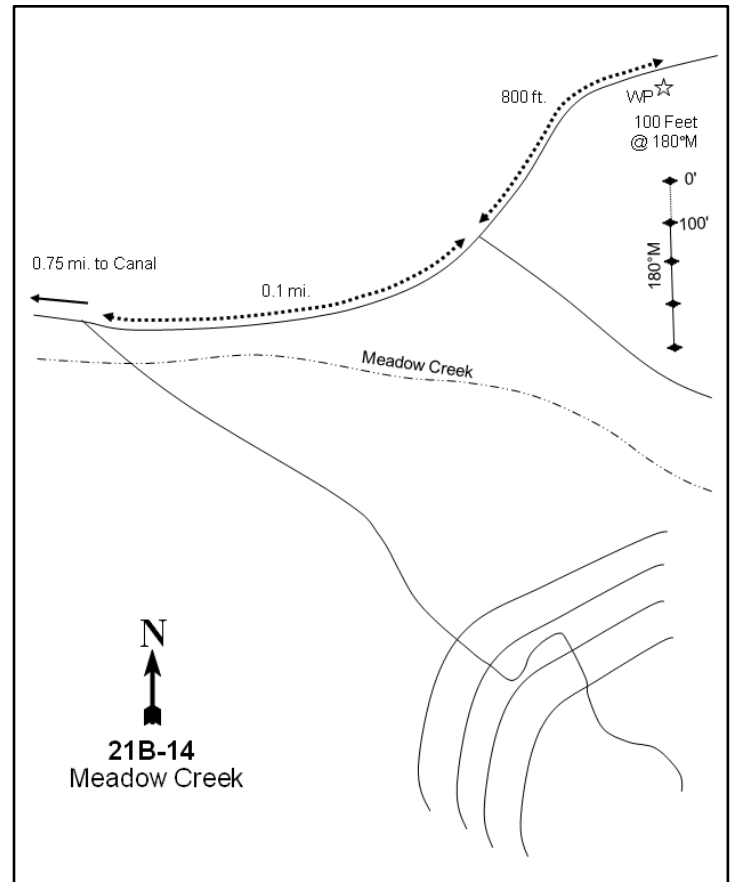 800 ft.
WP
100 Feet
@ 180°M
0'
100'
180°M
0.75 mi. to Canal
0.1 mi.
Meadow Creek
N
21B-14
Meadow Creek